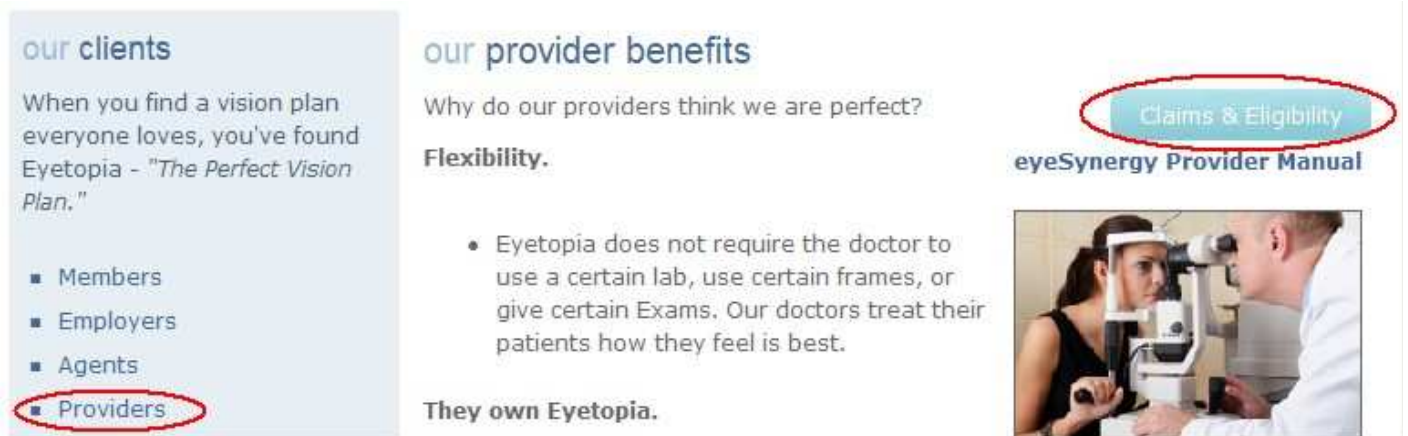 our clients
When you find a vision plan
everyone loves, you've found
Eyetopia - "The Perfect Vision
Plan."
Members
Employers
Agents
Providers
our provider benefits
Why do our providers think we are perfect?
Flexibility.
Eyetopia does not require the doctor to
use a certain lab, use certain frames, or
give certain Exams. Our doctors treat their
patients how they feel is best.
They own Eyetopia.
Claims & Eligibility
eyeSynergy Provider Manual